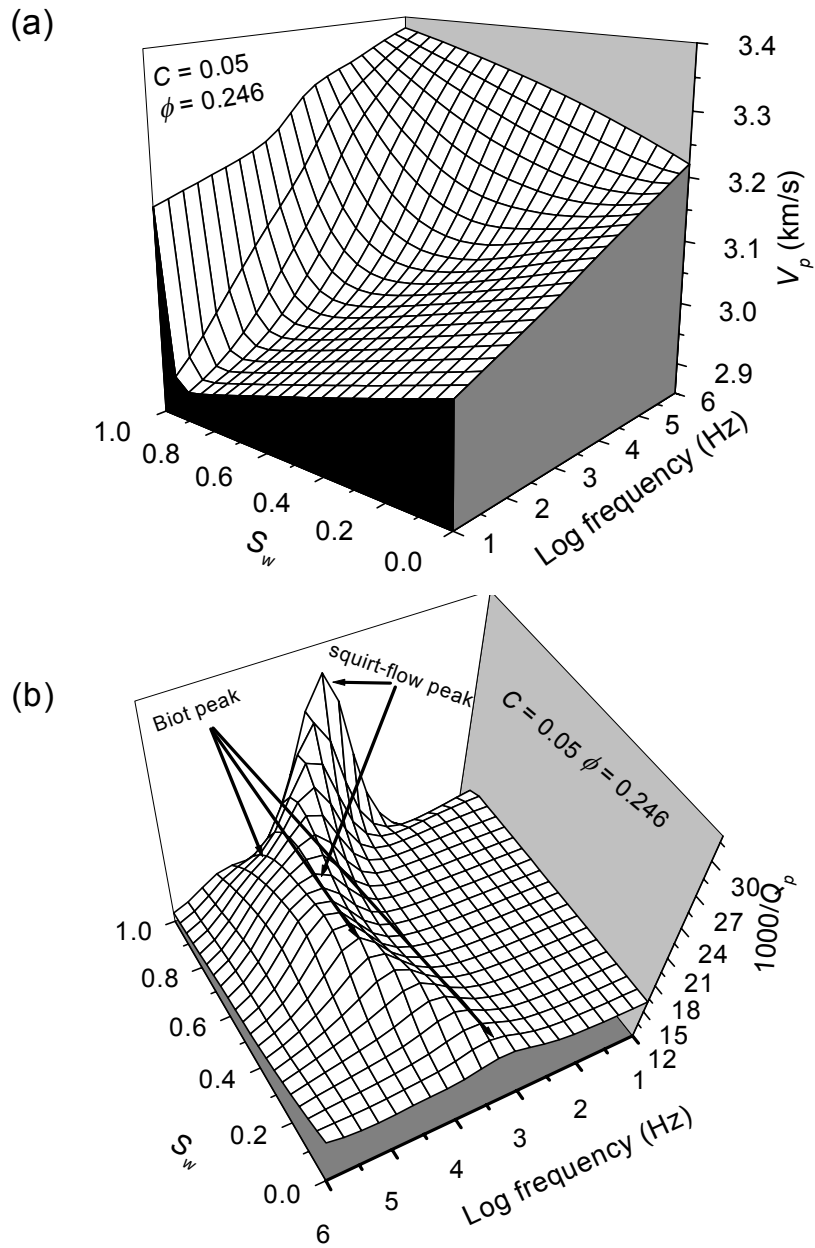 (a)
C = 0.05
ϕ = 0.246
3.4
3.3
3.2
3.1
3.0
2.9
V_p (km/s)
1.0
0.8
0.6
0.4
0.2
0.0
S_w
1
2
3
4
5
6
Log frequency (Hz)
(b)
Biot peak
squirt-flow peak
C = 0.05 ϕ = 0.246
30
27
24
21
18
15
12
1000/Q_p
1.0
0.8
0.6
0.4
0.2
0.0
S_w
6
5
4
3
2
1
Log frequency (Hz)